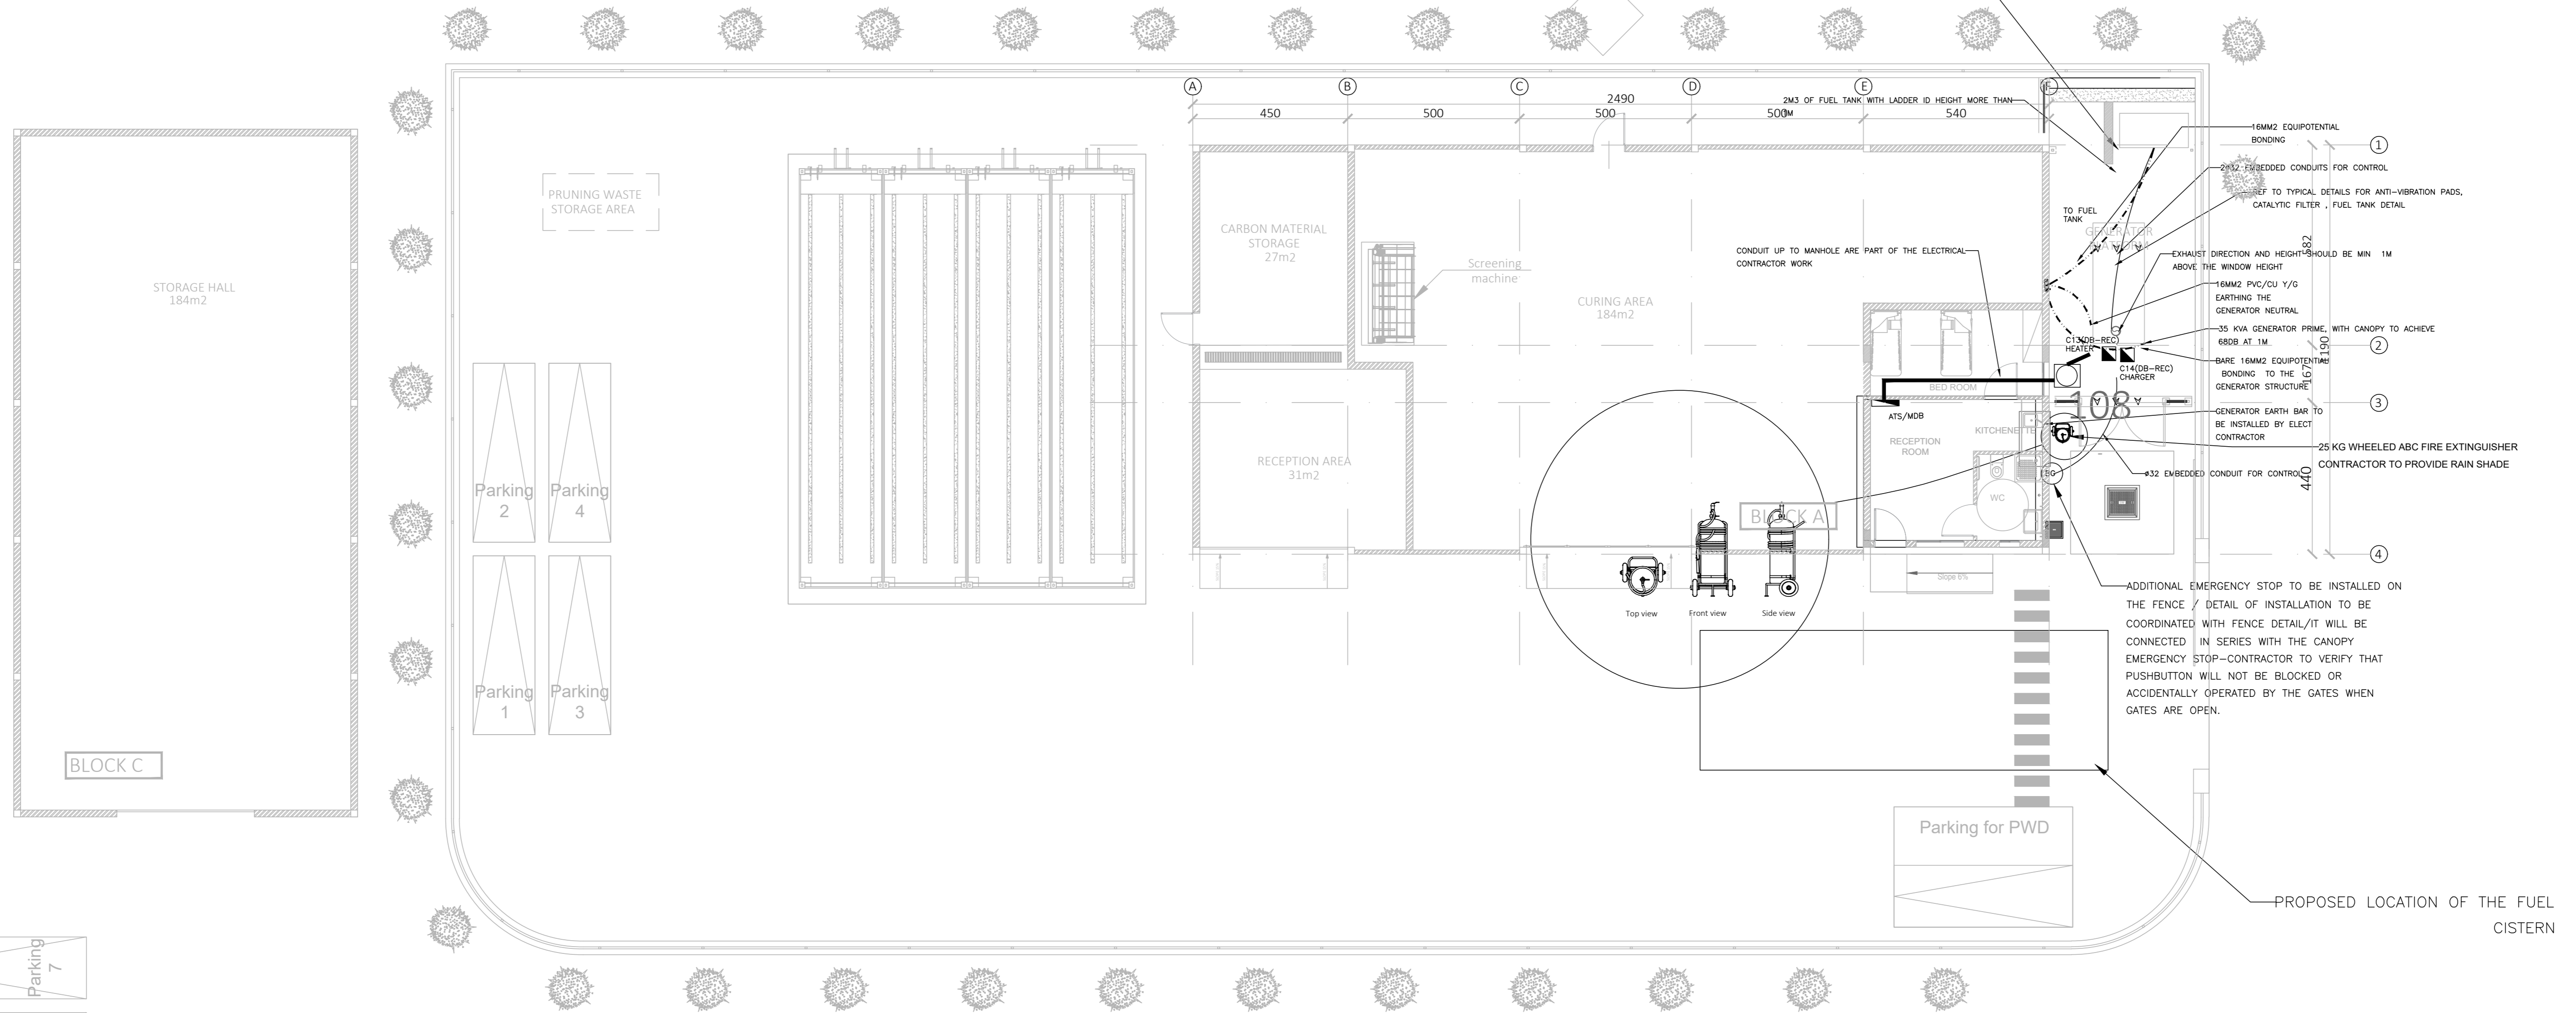 A
B
C
D
E
F
2490
450
500
500
500
540
2M3 OF FUEL TANK WITH LADDER ID HEIGHT MORE THAN
1M
16MM2 EQUIPOTENTIAL
BONDING
1
EMBEDDED CONDUITS FOR CONTROL
REF TO TYPICAL DETAILS FOR ANTI-VIBRATION PADS,
CATALYTIC FILTER , FUEL TANK DETAIL
PRUNING WASTE
STORAGE AREA
TO FUEL
TANK
GENERATOR
CARBON MATERIAL
STORAGE
27m2
CONDUIT UP TO MANHOLE ARE PART OF THE ELECTRICAL
CONTRACTOR WORK
682
EXHAUST DIRECTION AND HEIGHT SHOULD BE MIN 1M
ABOVE THE WINDOW HEIGHT
Screening
machine
STORAGE HALL
184m2
CURING AREA
184m2
16MM2 PVC/CU Y/G
EARTHING THE
GENERATOR NEUTRAL
35 KVA GENERATOR PRIME, WITH CANOPY TO ACHIEVE
68DB AT 1M
C13(DB-REC)
HEATER
2
BARE 16MM2 EQUIPOTENTIAL
BONDING TO THE
GENERATOR STRUCTURE
C14(DB-REC)
CHARGER
167
BED ROOM
108
3
ATS/MDB
GENERATOR EARTH BAR TO
BE INSTALLED BY ELECT
CONTRACTOR
KITCHENETTE
RECEPTION
ROOM
25 KG WHEELED ABC FIRE EXTINGUISHER
CONTRACTOR TO PROVIDE RAIN SHADE
RECEPTION AREA
31m2
ø32 EMBEDDED CONDUIT FOR CONTROL
440
Parking
2
Parking
4
WC
BLOCK A
4
Slope 6%
ADDITIONAL EMERGENCY STOP TO BE INSTALLED ON
THE FENCE / DETAIL OF INSTALLATION TO BE
COORDINATED WITH FENCE DETAIL/IT WILL BE
CONNECTED IN SERIES WITH THE CANOPY
EMERGENCY STOP-CONTRACTOR TO VERIFY THAT
PUSHBUTTON WILL NOT BE BLOCKED OR
ACCIDENTALLY OPERATED BY THE GATES WHEN
GATES ARE OPEN.
Top view
Front view
Side view
Parking
1
Parking
3
BLOCK C
Parking for PWD
PROPOSED LOCATION OF THE FUEL
CISTERN
Parking
7